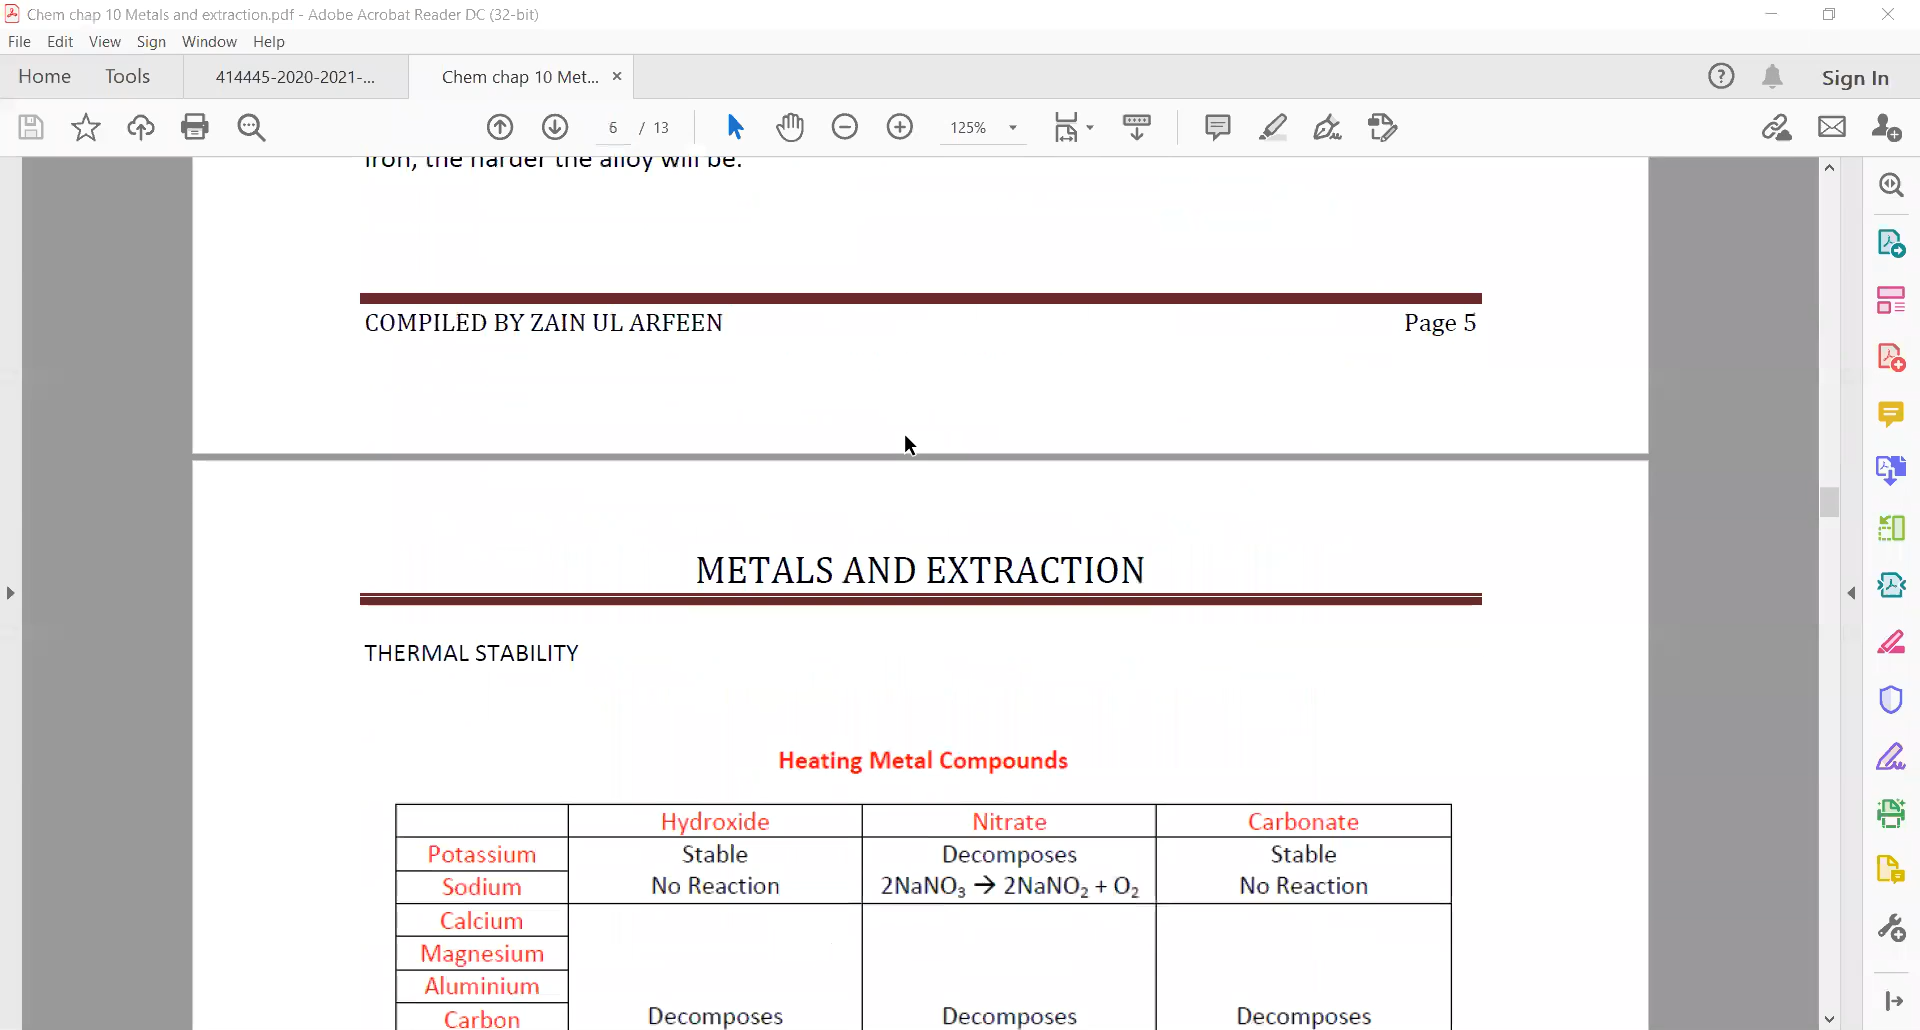 Chem chap 10 Metals and extraction.pdf - Adobe Acrobat Reader DC (32-bit)
File Edit View Sign Window Help
Home Tools 414445-2020-2021-... Chem chap 10 Met... × Sign In
6 / 13 125%
iron, the harder the alloy will be.
COMPILED BY ZAIN UL ARFEEN Page 5
METALS AND EXTRACTION
THERMAL STABILITY
Heating Metal Compounds
Hydroxide Nitrate Carbonate
Potassium Stable Decomposes Stable
Sodium No Reaction 2NaNO₃ → 2NaNO₂ + O₂ No Reaction
Calcium
Magnesium
Aluminium
Carbon Decomposes Decomposes Decomposes